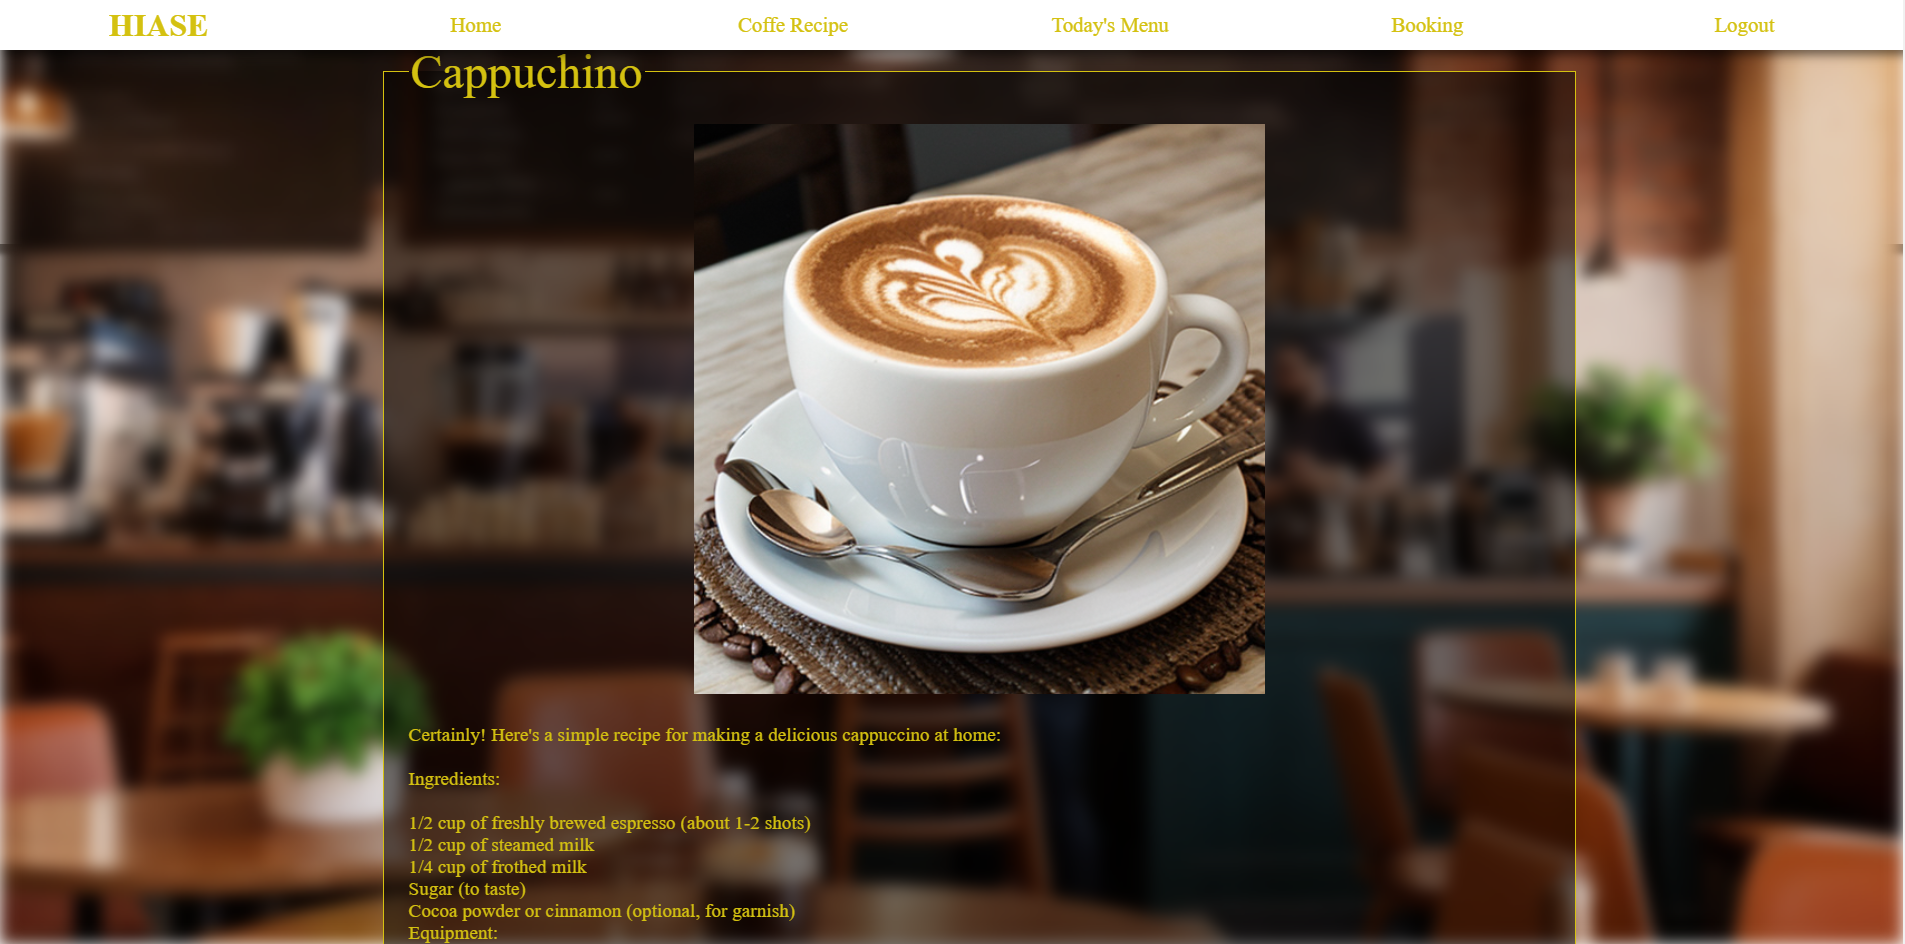 HIASE Home Coffe Recipe Today's Menu Booking Logout
Cappuchino
Certainly! Here's a simple recipe for making a delicious cappuccino at home:
Ingredients:
1/2 cup of freshly brewed espresso (about 1-2 shots)
1/2 cup of steamed milk
1/4 cup of frothed milk
Sugar (to taste)
Cocoa powder or cinnamon (optional, for garnish)
Equipment: